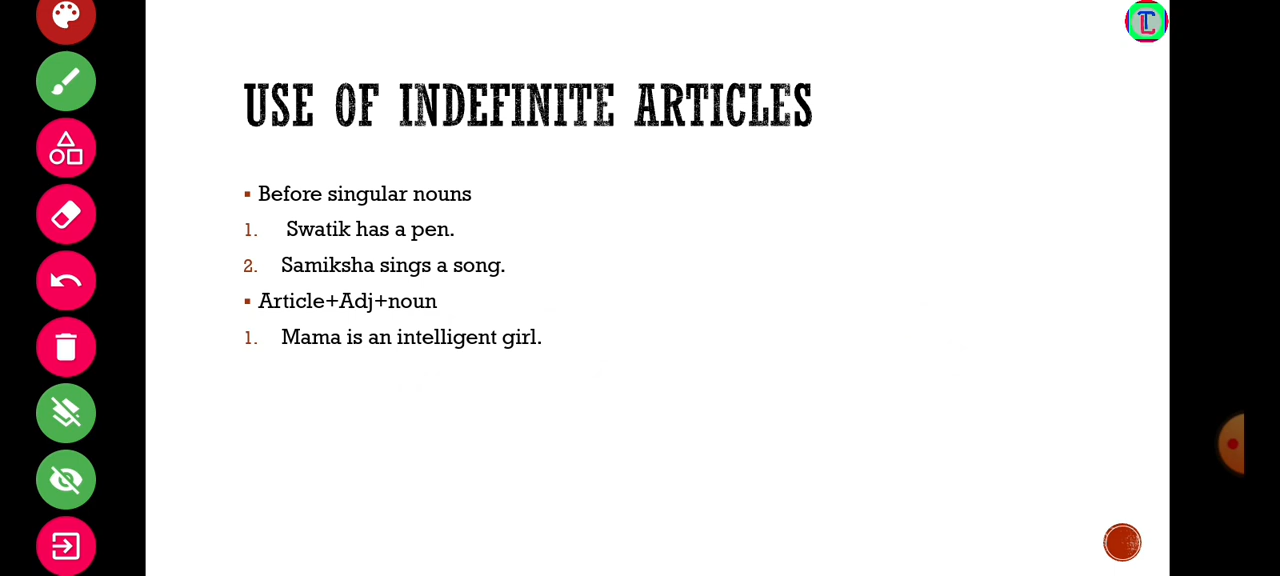 USE OF INDEFINITE ARTICLES
▪ Before singular nouns
1. Swatik has a pen.
2. Samiksha sings a song.
▪ Article+Adj+noun
1. Mama is an intelligent girl.